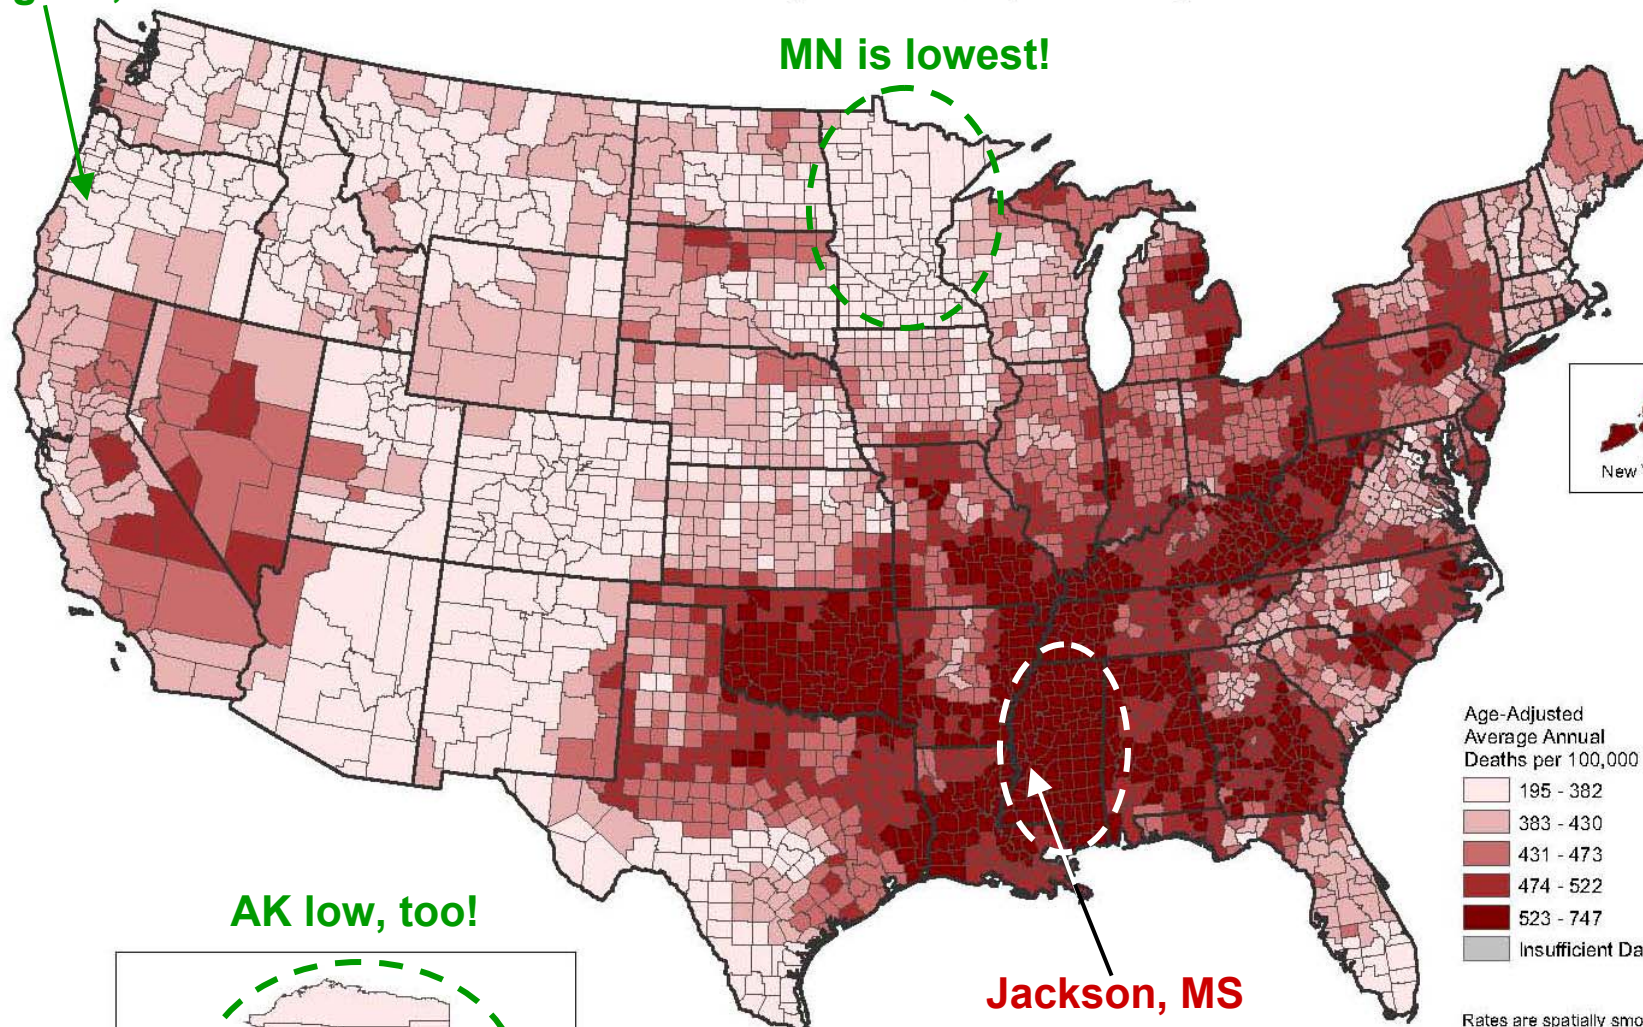 MN is lowest!
New
Age-Adjusted
Average Annual
Deaths per 100,000
195 - 382
383 - 430
431 - 473
474 - 522
523 - 747
Insufficient Da
AK low, too!
Jackson, MS
Rates are spatially smo